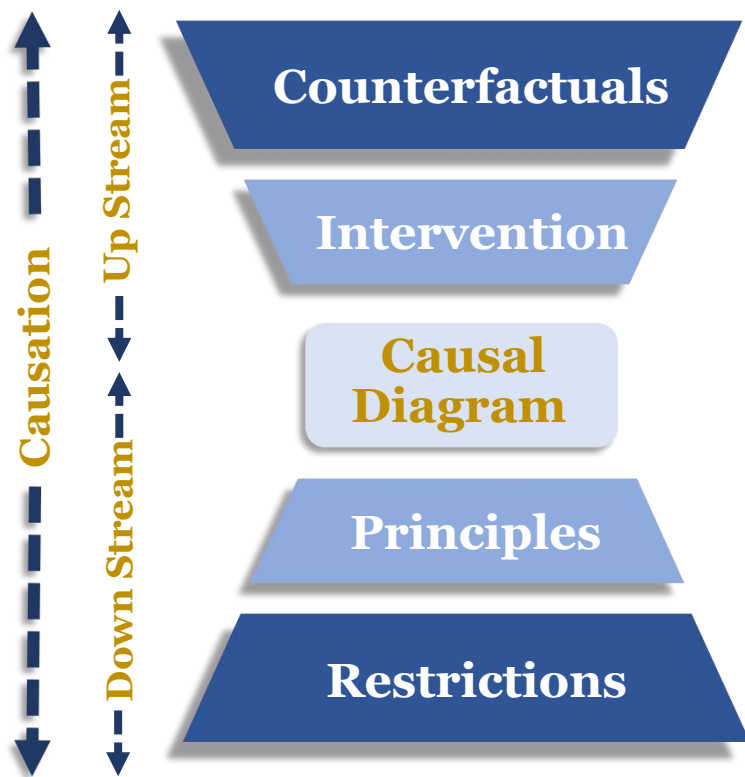 Causation
Up Stream
Down Stream
Counterfactuals
Intervention
Causal
Diagram
Principles
Restrictions